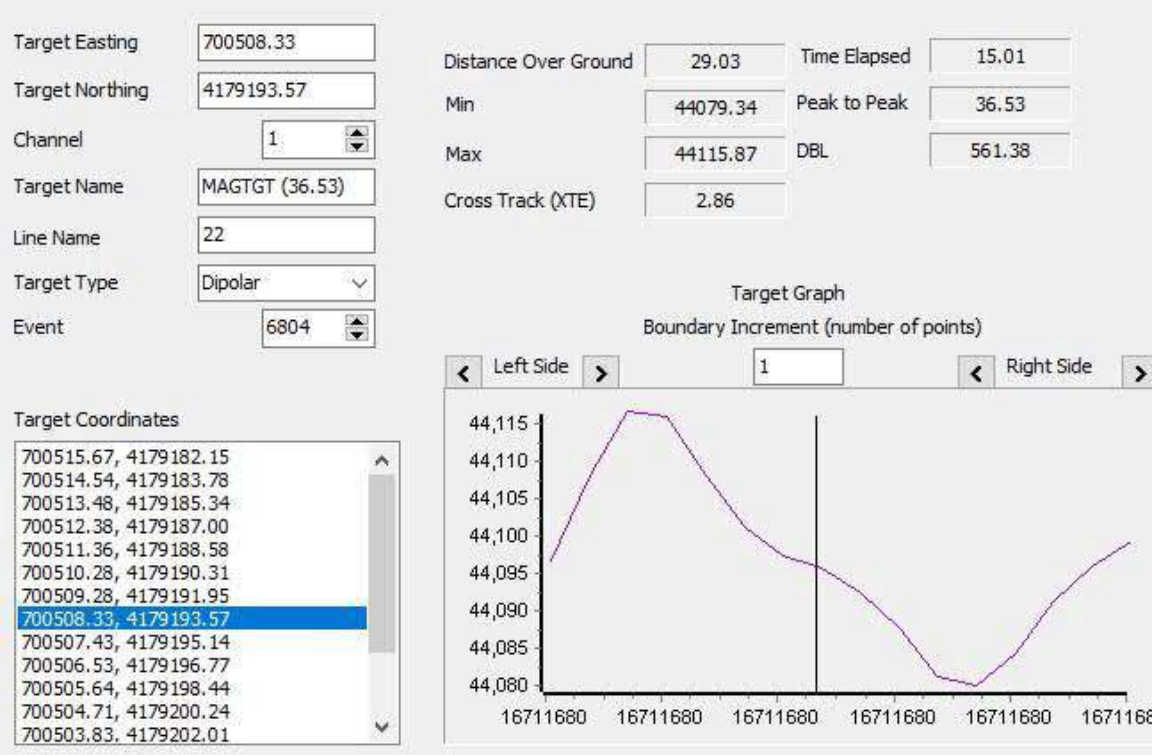 Target Easting 700508.33
Target Northing 4179193.57
Channel 1
Target Name MAGTGT (36.53)
Line Name 22
Target Type Dipolar
Event 6804
Distance Over Ground 29.03 Time Elapsed 15.01
Min 44079.34 Peak to Peak 36.53
Max 44115.87 DBL 561.38
Cross Track (XTE) 2.86
Target Graph
Boundary Increment (number of points)
< Left Side > 1 < Right Side >
Target Coordinates
700515.67, 4179182.15
700514.54, 4179183.78
700513.48, 4179185.34
700512.38, 4179187.00
700511.36, 4179188.58
700510.28, 4179190.31
700509.28, 4179191.95
700508.33, 4179193.57
700507.43, 4179195.14
700506.53, 4179196.77
700505.64, 4179198.44
700504.71, 4179200.24
700503.83, 4179202.01
44,115
44,110
44,105
44,100
44,095
44,090
44,085
44,080
16711680 16711680 16711680 16711680 16711680 1671168